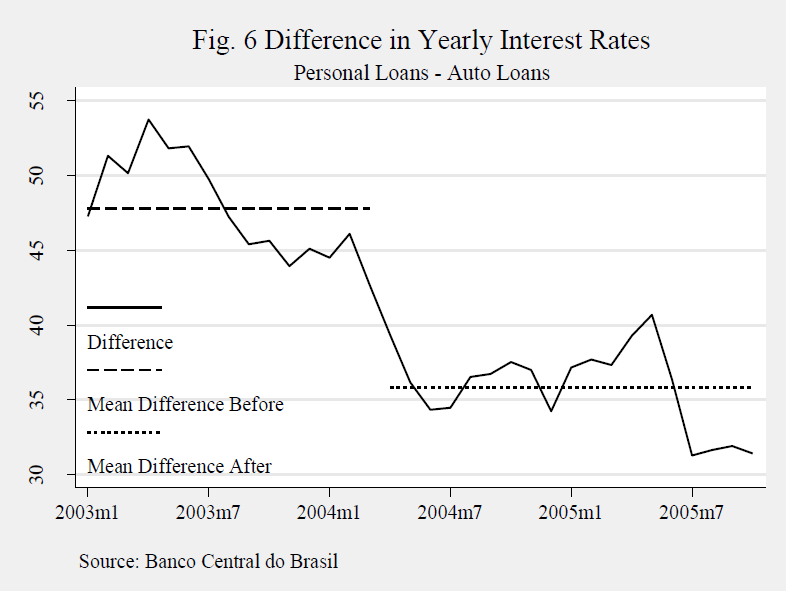 Fig. 6 Difference in Yearly Interest Rates
Personal Loans - Auto Loans
55
50
45
40
35
30
Difference
Mean Difference Before
Mean Difference After
2003m1 2003m7 2004m1 2004m7 2005m1 2005m7
Source: Banco Central do Brasil